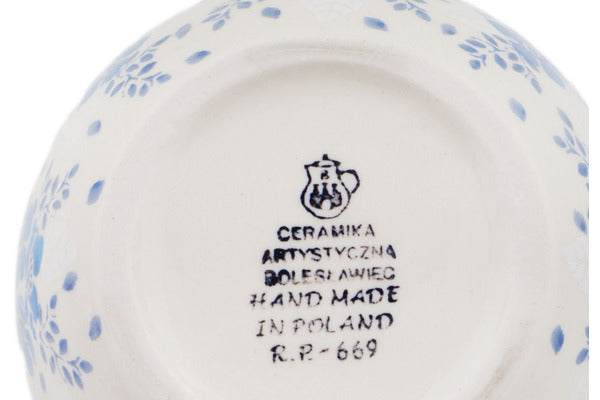 B
CERAMIKA
ARTYSTYCZNA
BOLESŁAWIEC
HAND MADE
IN POLAND
R.P.-669